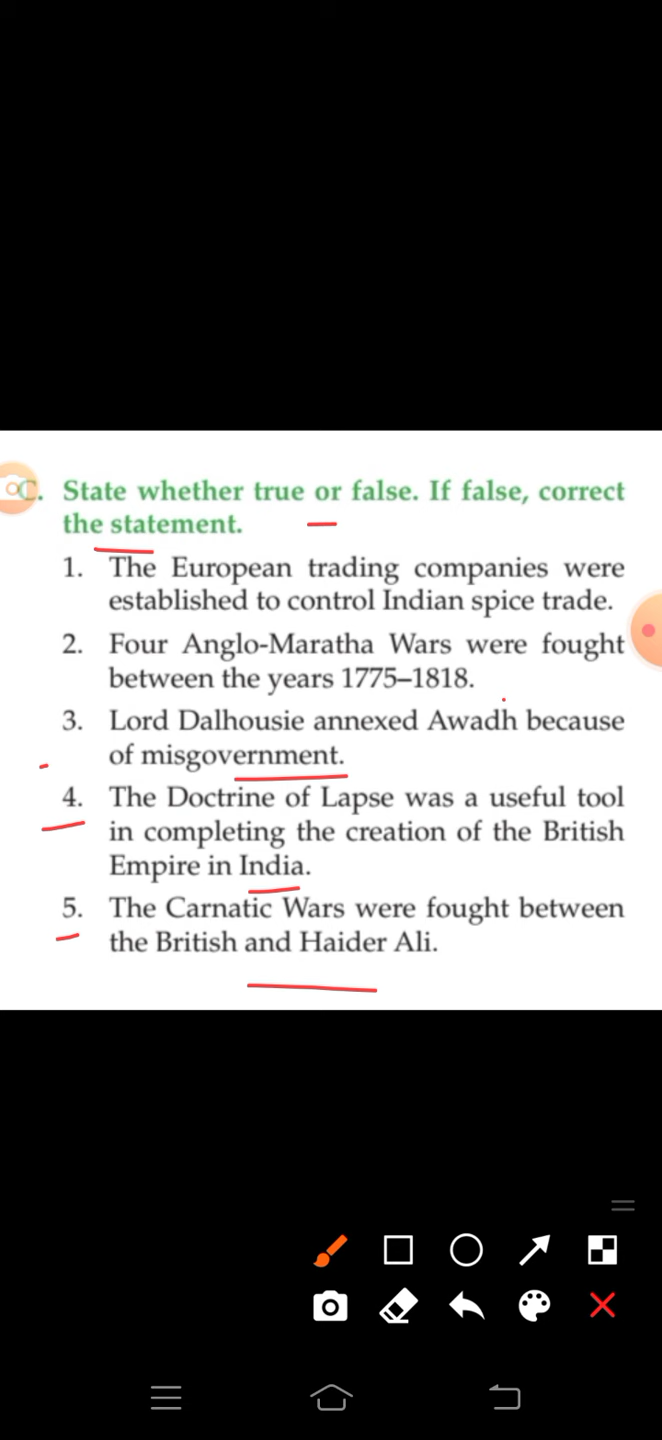 C. State whether true or false. If false, correct
the statement.
1. The European trading companies were
established to control Indian spice trade.
2. Four Anglo-Maratha Wars were fought
between the years 1775–1818.
3. Lord Dalhousie annexed Awadh because
of misgovernment.
4. The Doctrine of Lapse was a useful tool
in completing the creation of the British
Empire in India.
5. The Carnatic Wars were fought between
the British and Haider Ali.